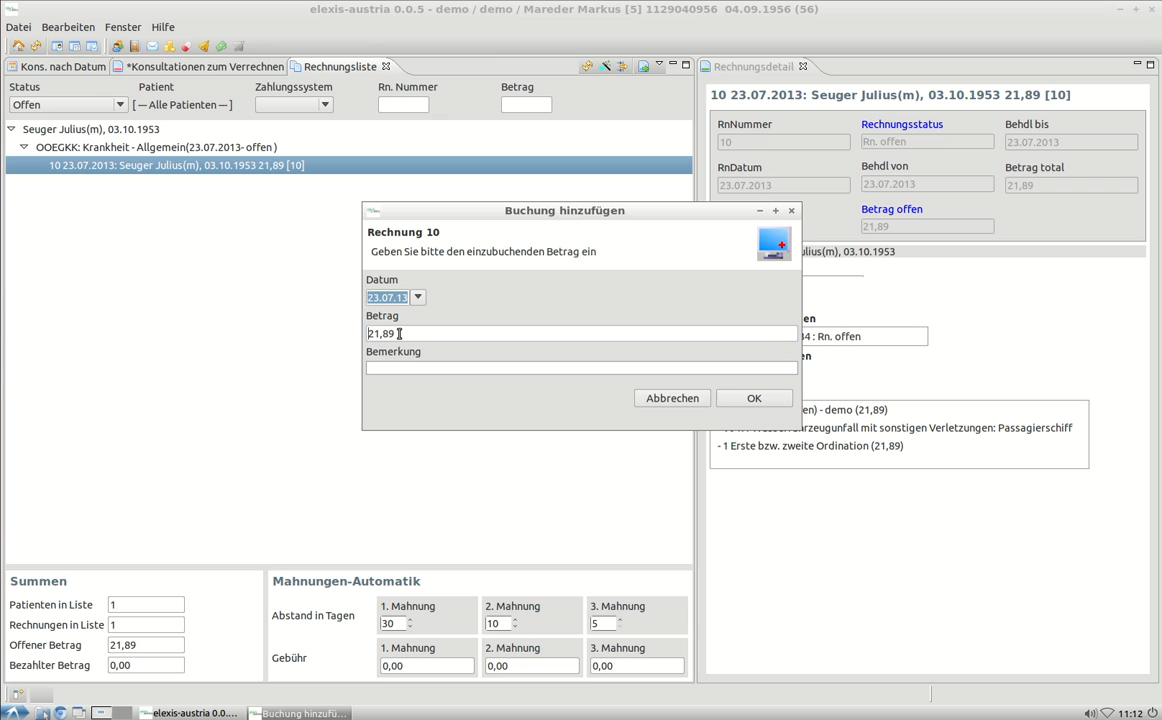 elexis-austria 0.0.5 - demo / demo / Mareder Markus [5] 1129040956 04.09.1956 (56)
Datei Bearbeiten Fenster Hilfe
Kons. nach Datum *Konsultationen zum Verrechnen Rechnungsliste
Status Patient Zahlungssystem Rn. Nummer Betrag
Offen [ -- Alle Patienten -- ]
Seuger Julius(m), 03.10.1953
OOEGKK: Krankheit - Allgemein(23.07.2013- offen )
10 23.07.2013: Seuger Julius(m), 03.10.1953 21,89 [10]
Rechnungsdetail
10 23.07.2013: Seuger Julius(m), 03.10.1953 21,89 [10]
RnNummer Rechnungsstatus Behdl bis
10 Rn. offen 23.07.2013
RnDatum Behdl von Betrag total
23.07.2013 23.07.2013 21,89
Betrag offen
21,89
ulius(m), 03.10.1953
en
4 : Rn. offen
en
en) - demo (21,89)
rzeugunfall mit sonstigen Verletzungen: Passagierschiff
- 1 Erste bzw. zweite Ordination (21,89)
Buchung hinzufügen
Rechnung 10
Geben Sie bitte den einzubuchenden Betrag ein
Datum
23.07.13
Betrag
21,89
Bemerkung
Abbrechen OK
Summen
Patienten in Liste 1
Rechnungen in Liste 1
Offener Betrag 21,89
Bezahlter Betrag 0,00
Mahnungen-Automatik
1. Mahnung 2. Mahnung 3. Mahnung
Abstand in Tagen 30 10 5
1. Mahnung 2. Mahnung 3. Mahnung
Gebühr 0,00 0,00 0,00
elexis-austria 0.0.... Buchung hinzufü... 11:12